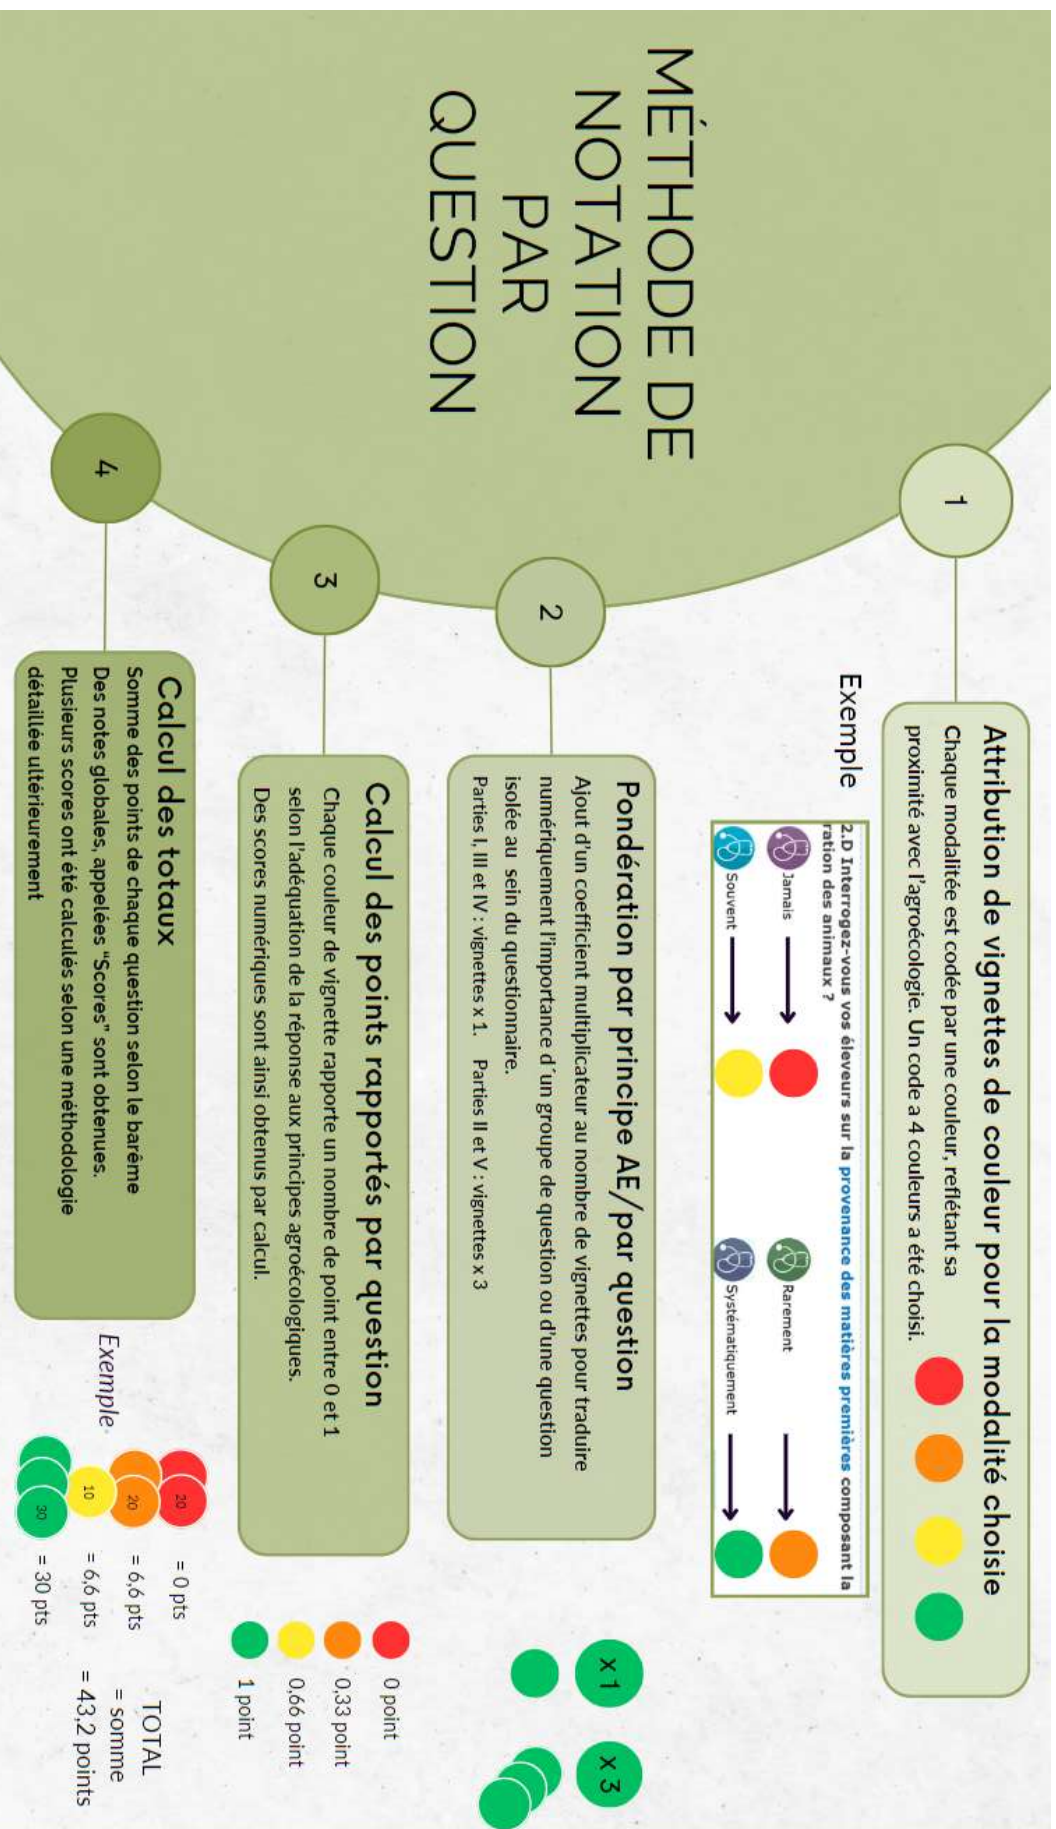 MÉTHODE DE
NOTATION
PAR
QUESTION
1
Attribution de vignettes de couleur pour la modalité choisie
Chaque modalitée est codée par une couleur, reflétant sa
proximité avec l'agroécologie. Un code a 4 couleurs a été choisi.
Exemple
2.D Interrogez-vous vos éleveurs sur la provenance des matières premières composant la
ration des animaux ?
Jamais
Rarement
Souvent
Systématiquement
2
Pondération par principe AE/par question
Ajout d'un coefficient multiplicateur au nombre de vignettes pour traduire
numériquement l'importance d'un groupe de question ou d'une question
isolée au sein du questionnaire.
Parties I, III et IV : vignettes x 1. Parties II et V : vignettes x 3
x 1
x 3
3
Calcul des points rapportés par question
Chaque couleur de vignette rapporte un nombre de point entre 0 et 1
selon l'adéquation de la réponse aux principes agroécologiques.
Des scores numériques sont ainsi obtenus par calcul.
0 point
0,33 point
0,66 point
1 point
4
Calcul des totaux
Somme des points de chaque question selon le barême
Des notes globales, appelées "Scores" sont obtenues.
Plusieurs scores ont été calculés selon une méthodologie
détaillée ultérieurement
Exemple
20 = 0 pts
20 = 6,6 pts
10 = 6,6 pts
30 = 30 pts
TOTAL
= somme
= 43,2 points